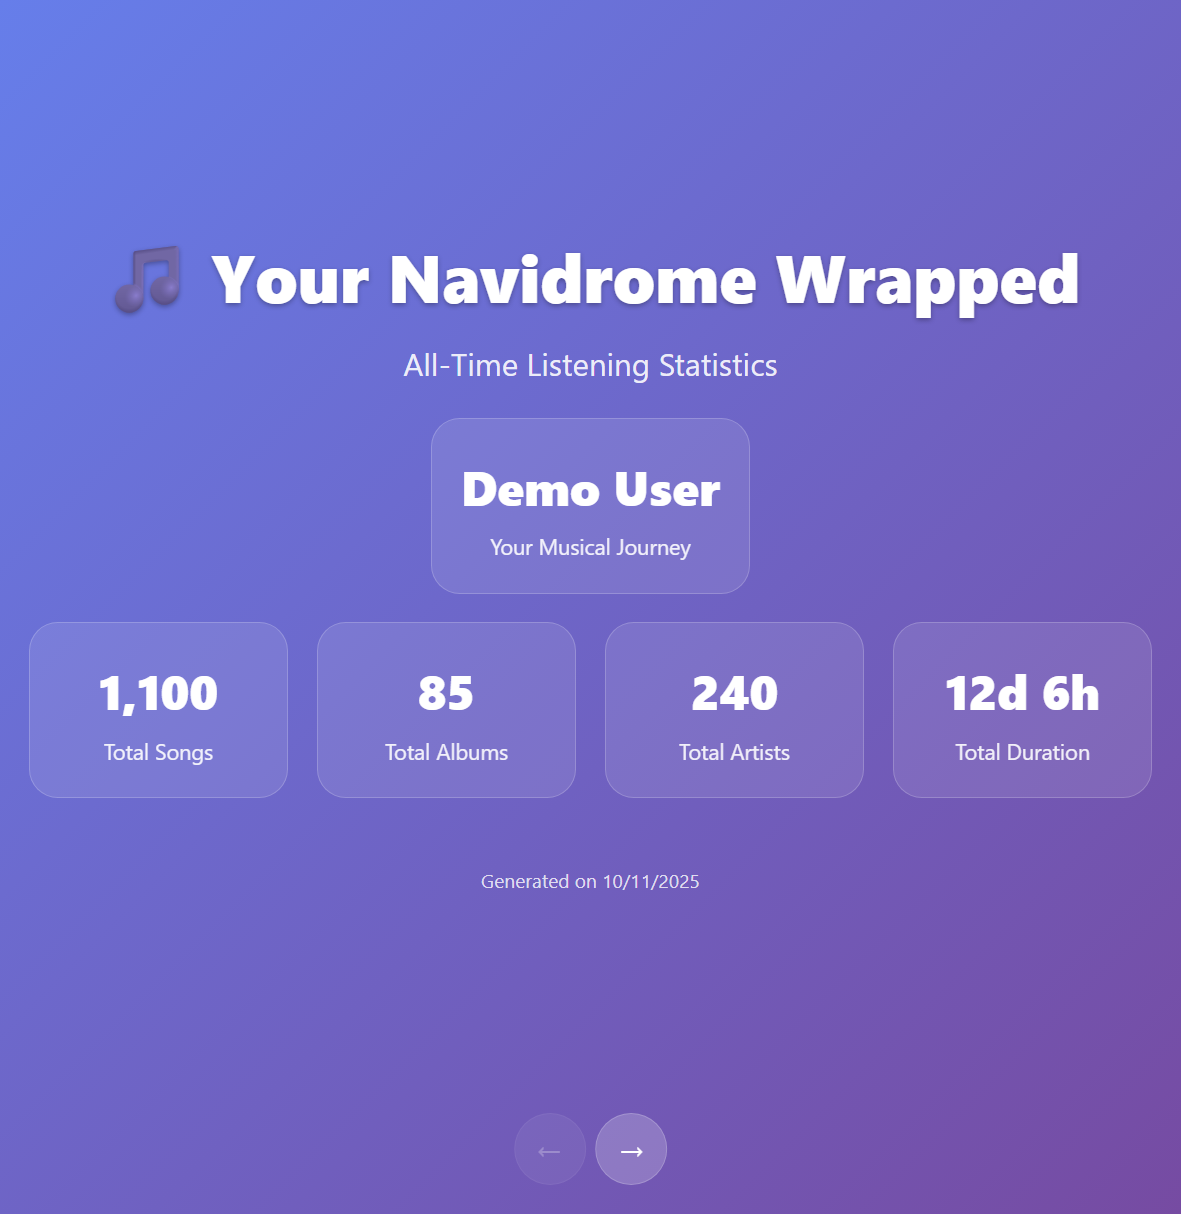 🎵 Your Navidrome Wrapped
All-Time Listening Statistics
Demo User
Your Musical Journey
1,100
Total Songs
85
Total Albums
240
Total Artists
12d 6h
Total Duration
Generated on 10/11/2025
← →